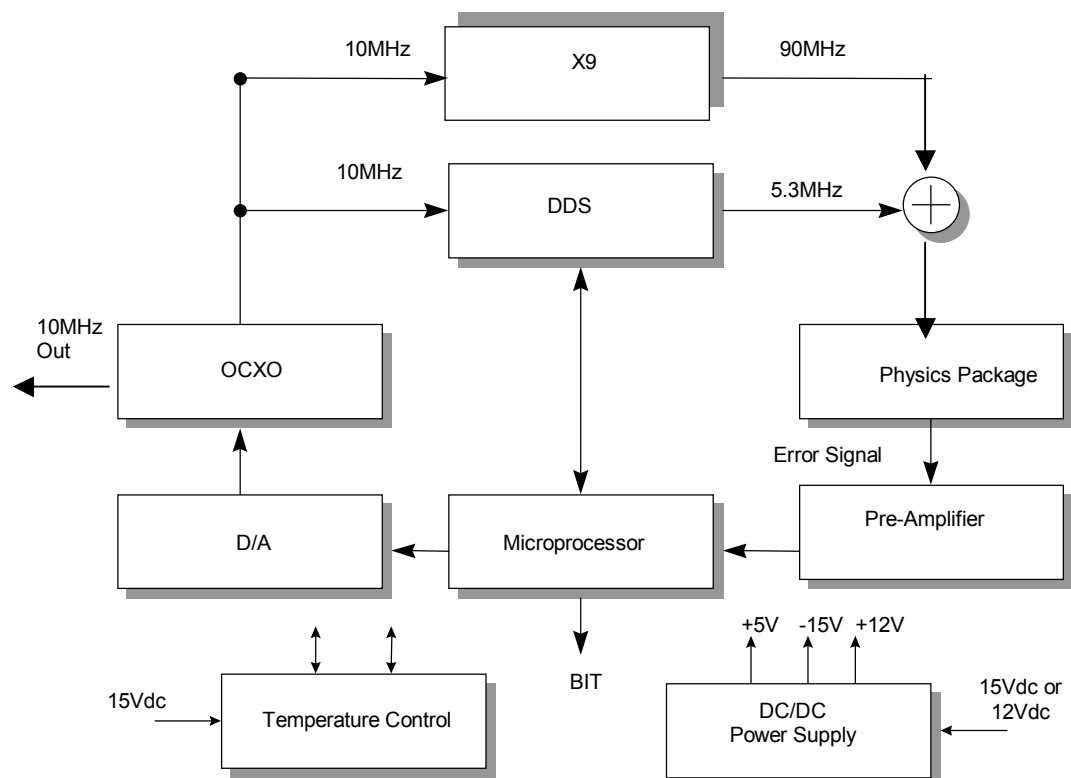 10MHz
X9
90MHz
10MHz
DDS
5.3MHz
10MHz
Out
OCXO
Physics Package
Error Signal
D/A
Microprocessor
Pre-Amplifier
+5V
-15V
+12V
BIT
15Vdc
Temperature Control
DC/DC
Power Supply
15Vdc or
12Vdc